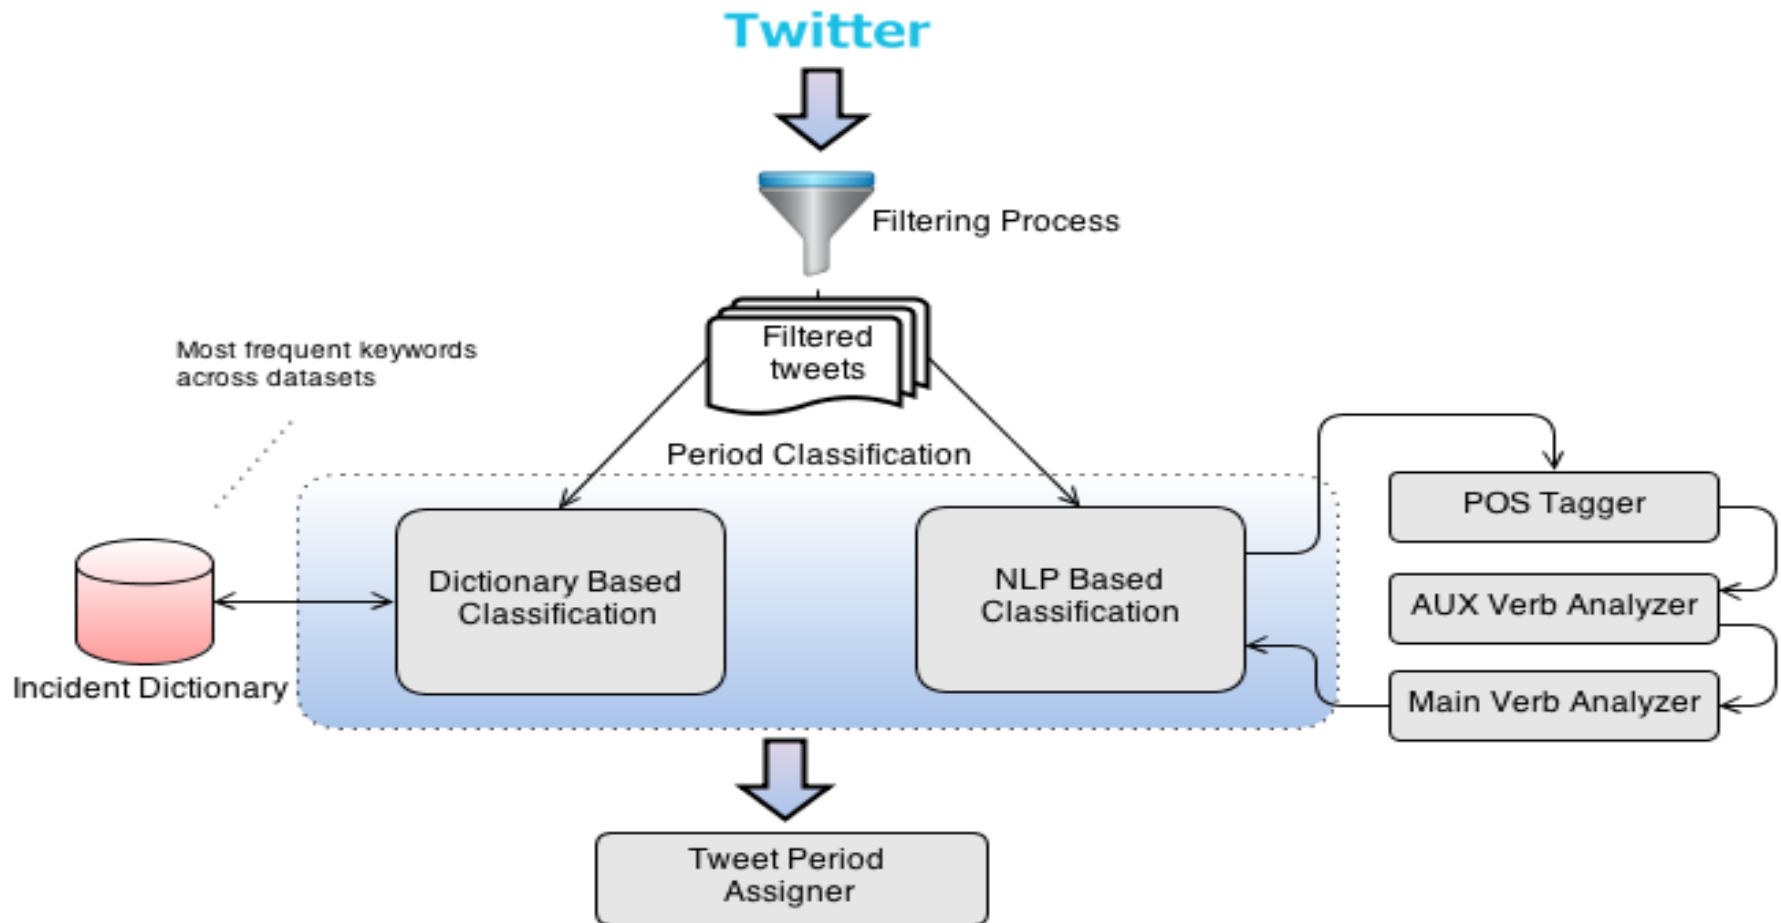 Twitter
Filtering Process
Filtered
tweets
Most frequent keywords
across datasets
Period Classification
POS Tagger
Dictionary Based
Classification
NLP Based
Classification
AUX Verb Analyzer
Incident Dictionary
Main Verb Analyzer
Tweet Period
Assigner